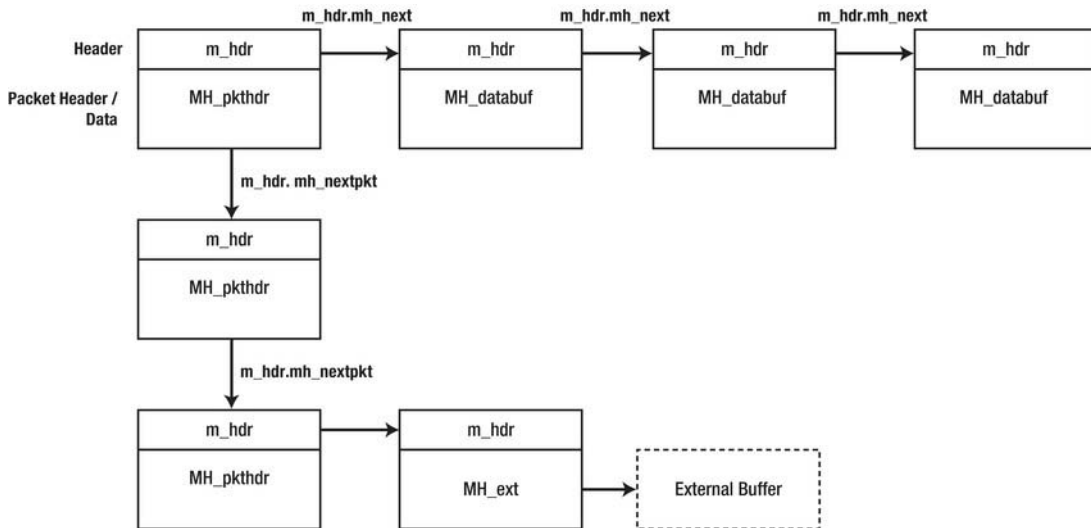 m_hdr.mh_next
m_hdr.mh_next
m_hdr.mh_next
Header
m_hdr
m_hdr
m_hdr
m_hdr
Packet Header /
Data
MH_pkthdr
MH_databuf
MH_databuf
MH_databuf
m_hdr. mh_nextpkt
m_hdr
MH_pkthdr
m_hdr.mh_nextpkt
m_hdr
m_hdr
MH_pkthdr
MH_ext
External Buffer